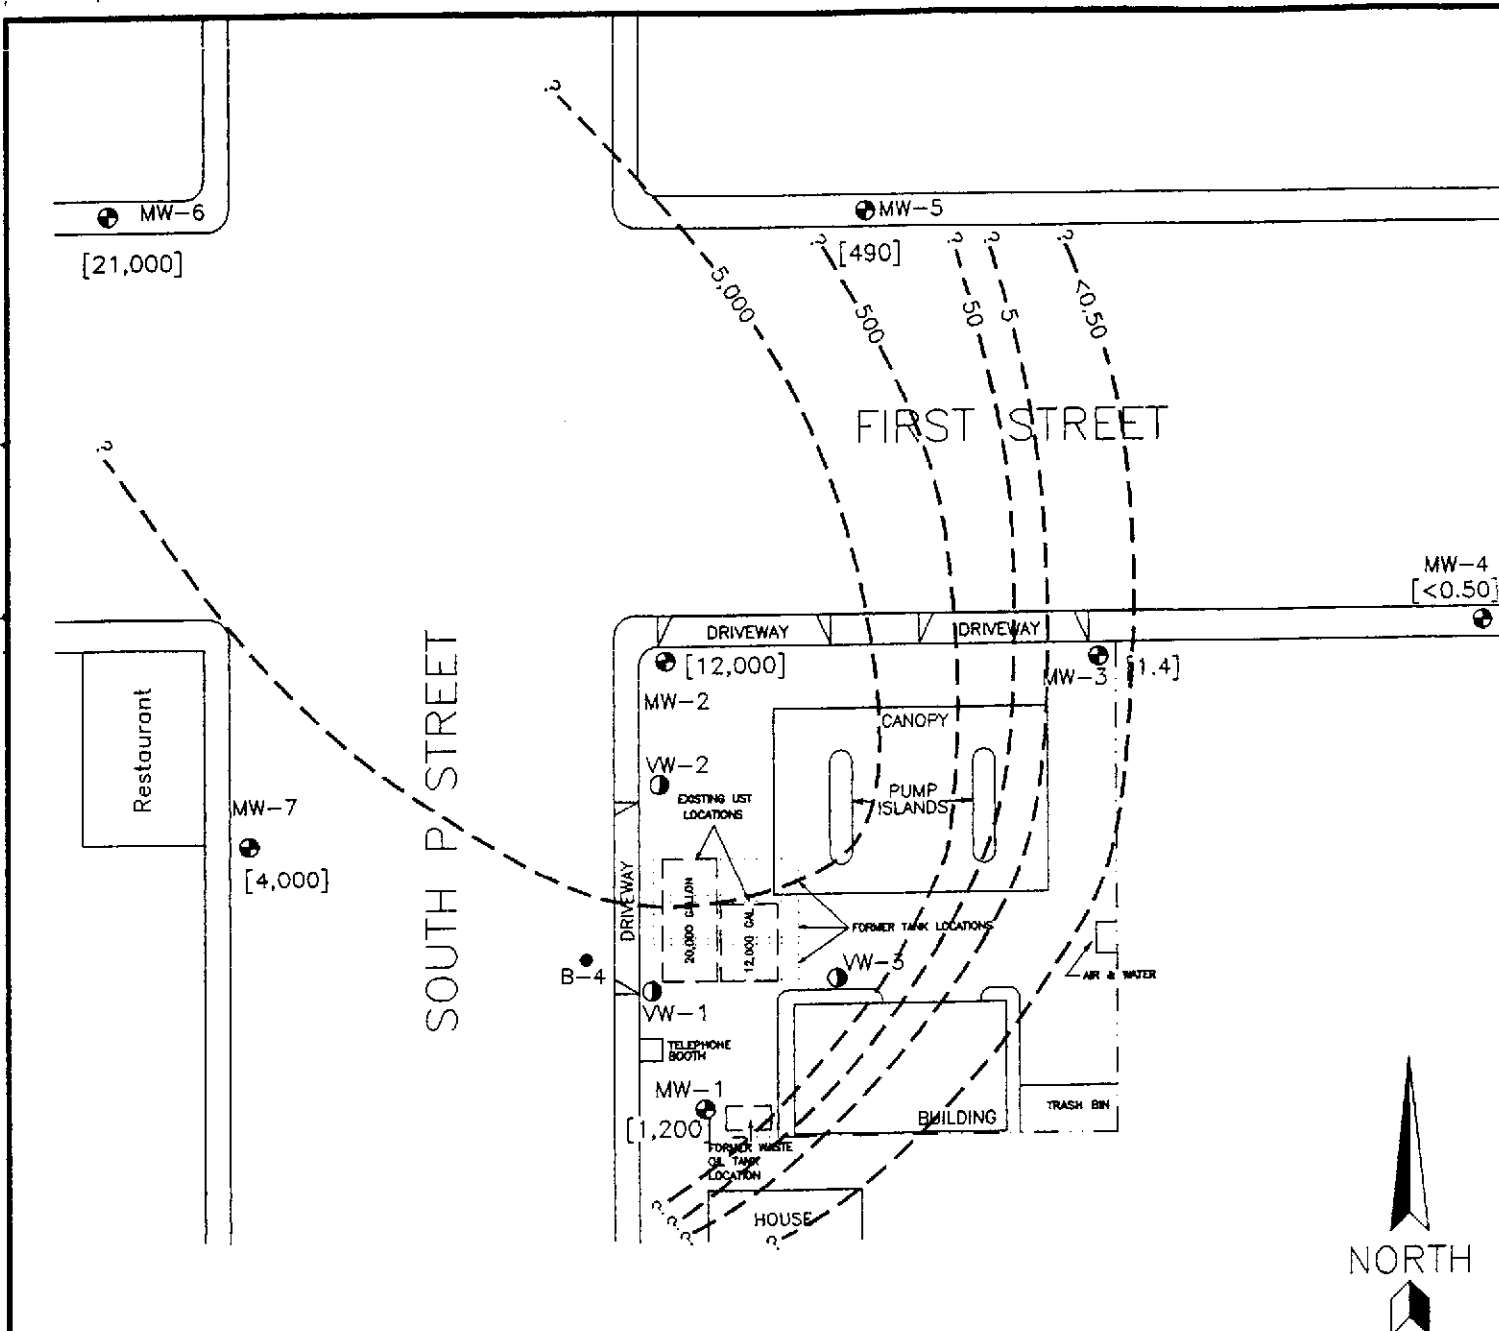 ?
MW-6
MW-5
[21,000]
?
[490]
?
?
?
5,000
500
50
5
<0.50
FIRST STREET
?
MW-4
[<0.50]
DRIVEWAY
DRIVEWAY
[12,000]
MW-3
[1.4]
MW-2
CANOPY
Restaurant
SOUTH P STREET
VW-2
EXISTING UST
LOCATIONS
PUMP
ISLANDS
MW-7
[4,000]
DRIVEWAY
20,000 GALLON
12,000 GAL
FORMER TANK LOCATIONS
B-4
VW-3
AIR & WATER
VW-1
TELEPHONE
BOOTH
MW-1
[1,200]
BUILDING
TRASH BIN
FORMER WASTE
OIL TANK
LOCATION
?
?
?
HOUSE
?
NORTH